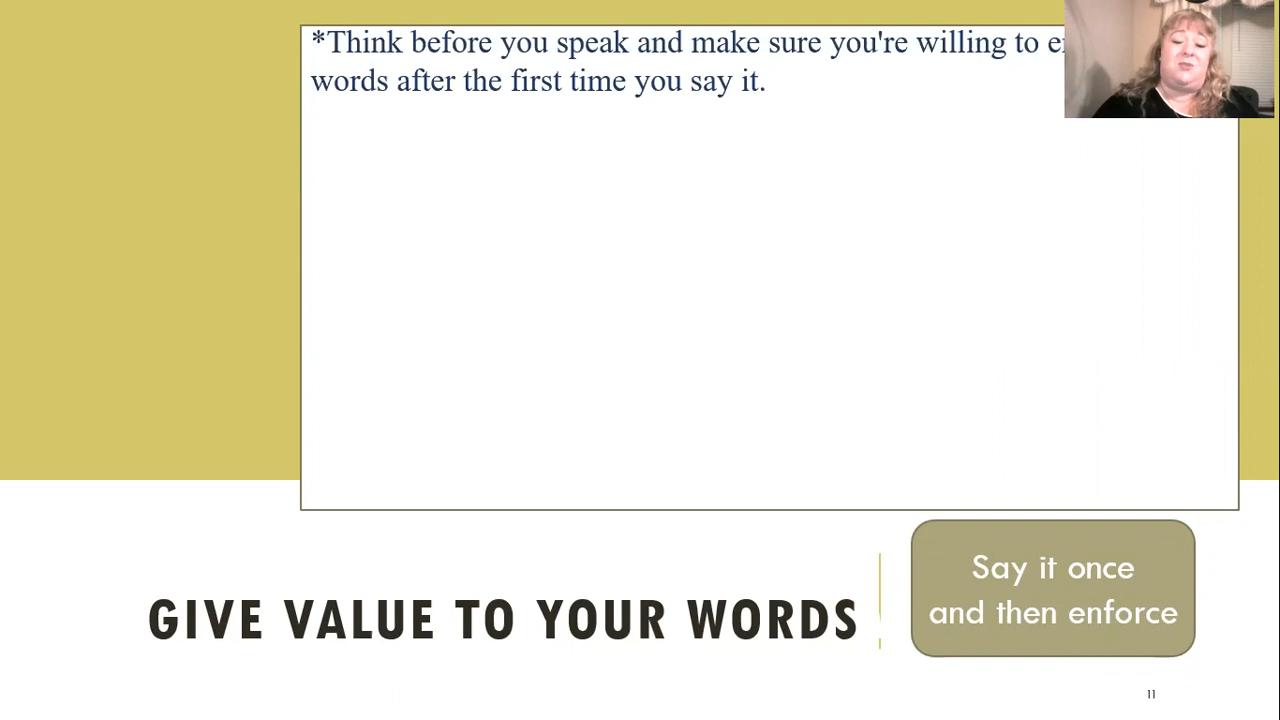 *Think before you speak and make sure you're willing to
words after the first time you say it.
Say it once
and then enforce
GIVE VALUE TO YOUR WORDS
11